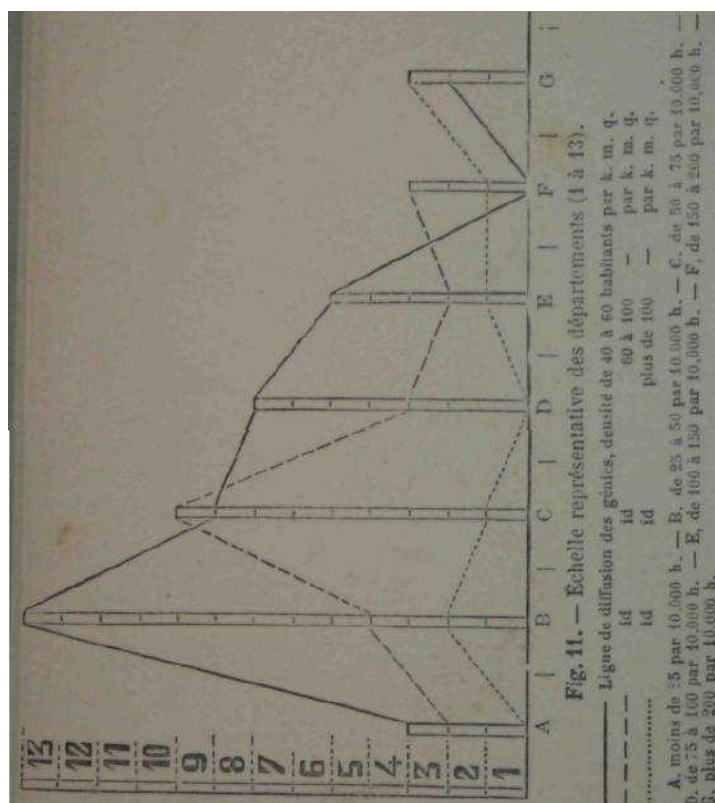 13
12
11
10
9
8
7
6
5
4
3
2
1
A | B | C | D | E | F | G |
Fig. 11. — Échelle représentative des départements (1 à 13).
Ligne de diffusion des génies, densité de 40 à 60 habitants par k. m. q.
id id 60 à 100 — par k. m. q.
id id plus de 100 — par k. m. q.
A, moins de 25 par 10.000 h. — B. de 25 à 50 par 10.000 h. — C. de 50 à 75 par 10.000 h. —
D. de 75 à 100 par 10.000 h. — E, de 100 à 150 par 10,000 h. — F, de 150 à 200 par 10,000 h. —
G, plus de 200 par 10.000 h.